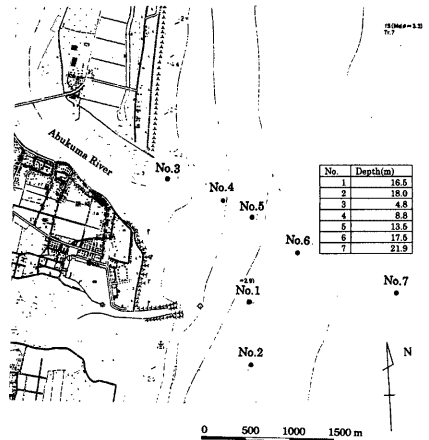 Abukuma River
No.3
No.4
No.5
No.6
No.7
No.1
No.2
No. Depth(m)
1 16.5
2 18.0
3 4.8
4 8.8
5 13.5
6 17.5
7 21.9
N
0 500 1000 1500 m